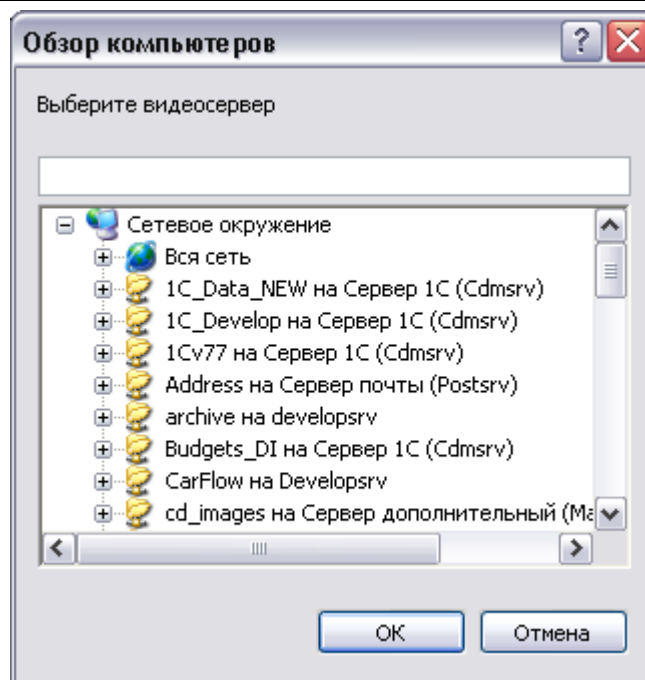 Обзор компьютеров
?
Выберите видеосервер
Сетевое окружение
Вся сеть
1C_Data_NEW на Сервер 1С (Cdmsrv)
1C_Develop на Сервер 1С (Cdmsrv)
1Cv77 на Сервер 1С (Cdmsrv)
Address на Сервер почты (Postsrv)
archive на developsrv
Budgets_DI на Сервер 1С (Cdmsrv)
CarFlow на Developsrv
cd_images на Сервер дополнительный (Ma
ОК
Отмена